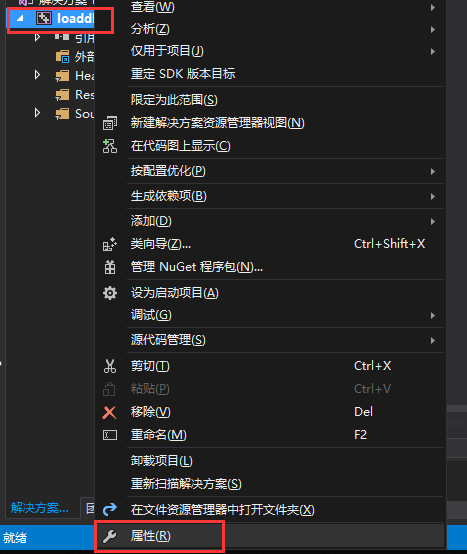 解决方案
查看(W)
loadd
分析(Z)
引用
仅用于项目(J)
外部
重定 SDK 版本目标
Hea
Res
限定为此范围(S)
Sou
新建解决方案资源管理器视图(N)
在代码图上显示(C)
按配置优化(P)
生成依赖项(B)
添加(D)
类向导(Z)... Ctrl+Shift+X
管理 NuGet 程序包(N)...
设为启动项目(A)
调试(G)
源代码管理(S)
剪切(T) Ctrl+X
粘贴(P) Ctrl+V
移除(V) Del
重命名(M) F2
卸载项目(L)
重新扫描解决方案(S)
解决方案... 团
在文件资源管理器中打开文件夹(X)
就绪
属性(R)